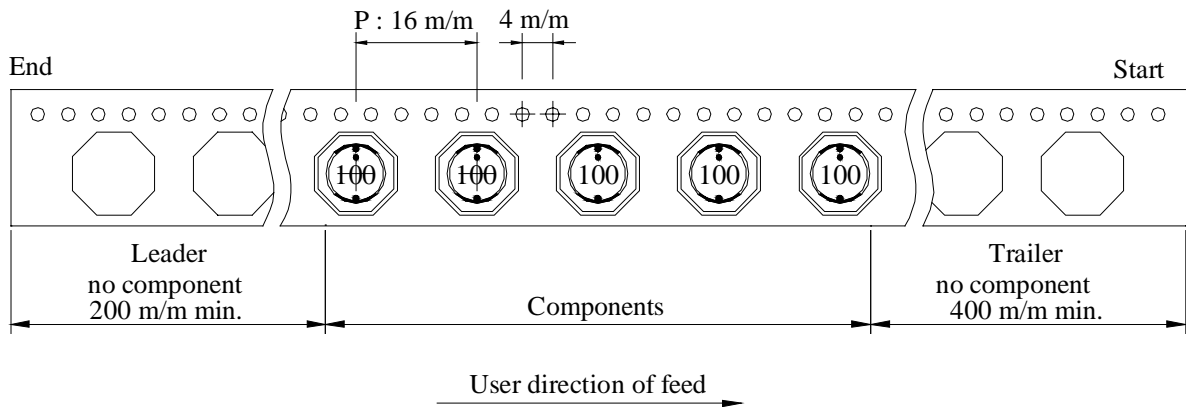 P : 16 m/m
4 m/m
End
Start
100 100 100 100 100
Leader
no component
200 m/m min.
Components
Trailer
no component
400 m/m min.
User direction of feed